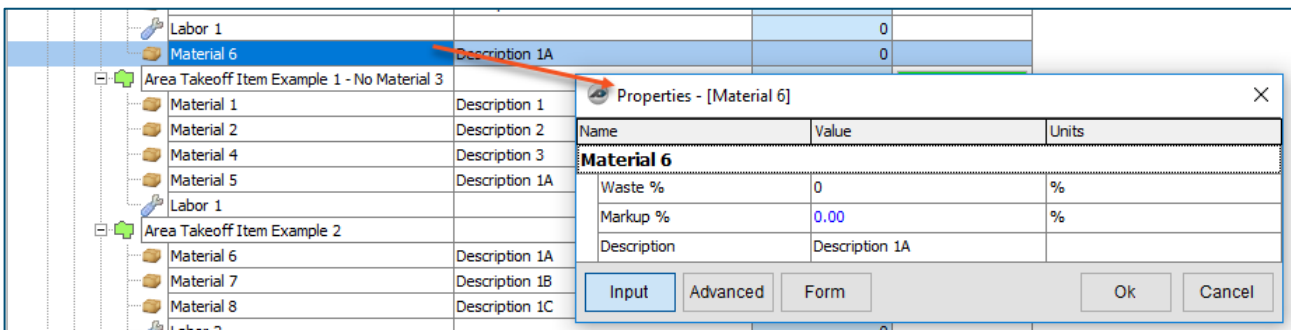 Labor 1 0
Material 6 Description 1A 0
Area Takeoff Item Example 1 - No Material 3
Material 1 Description 1
Material 2 Description 2
Material 4 Description 3
Material 5 Description 1A
Labor 1
Area Takeoff Item Example 2
Material 6 Description 1A
Material 7 Description 1B
Material 8 Description 1C
Properties - [Material 6]
Name Value Units
Material 6
Waste % 0 %
Markup % 0.00 %
Description Description 1A
Input Advanced Form Ok Cancel